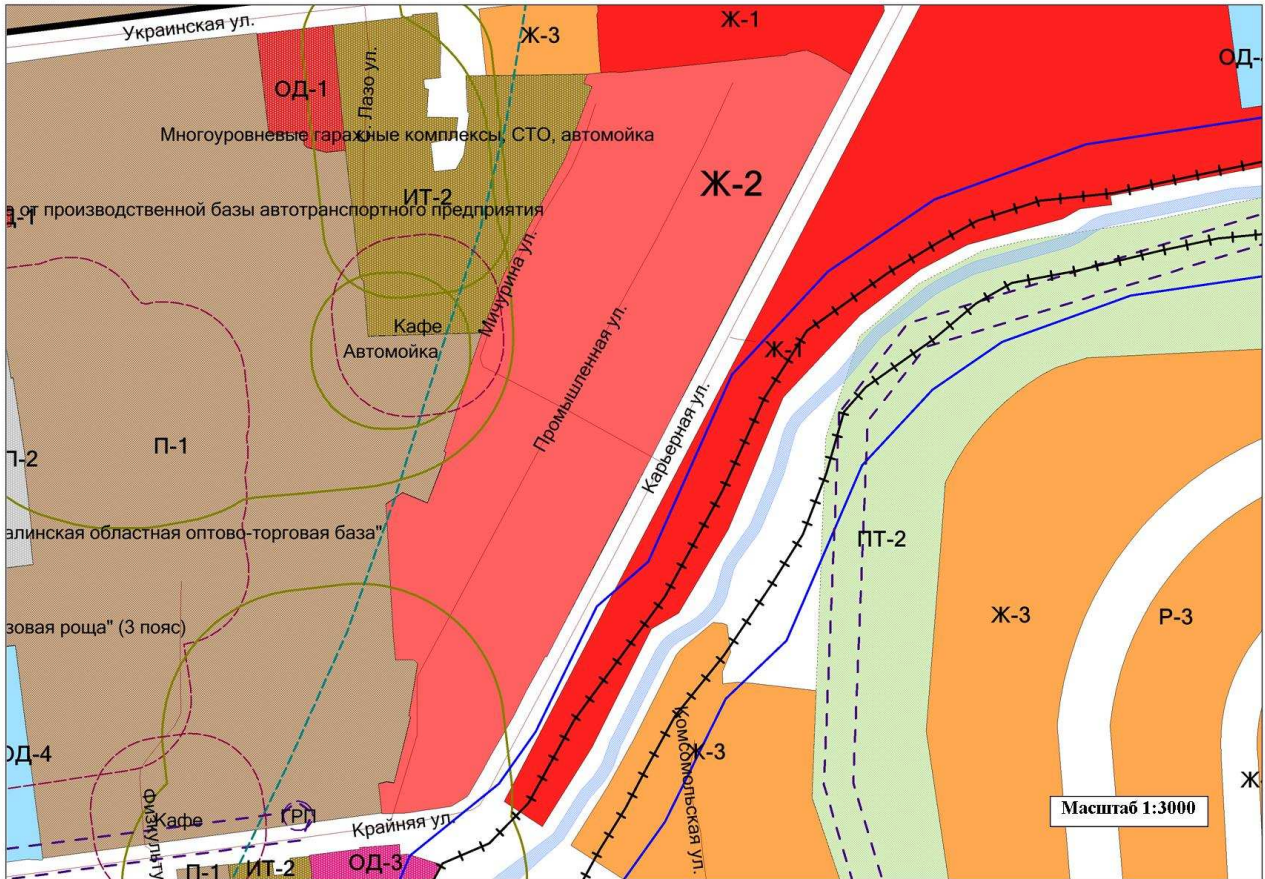 Украинская ул.
Ж-3
Ж-1
ОД-1
С. Лазо ул.
Многоуровневые гаражные комплексы, СТО, автомойка
Ж-2
ИТ-2
от производственной базы автотранспортного предприятия
Мичурина ул.
Кафе
Автомойка
Промышленная ул.
Ж-1
Карьерная ул.
П-1
П-2
алинская областная оптово-торговая база"
ПТ-2
Ж-3
Р-3
зовая роща" (3 пояс)
ОД-4
Комсомольская ул.
Ж-3
Масштаб 1:3000
Кафе
ГРП
Крайняя ул.
Физкульту
П-1
ИТ-2
ОД-3